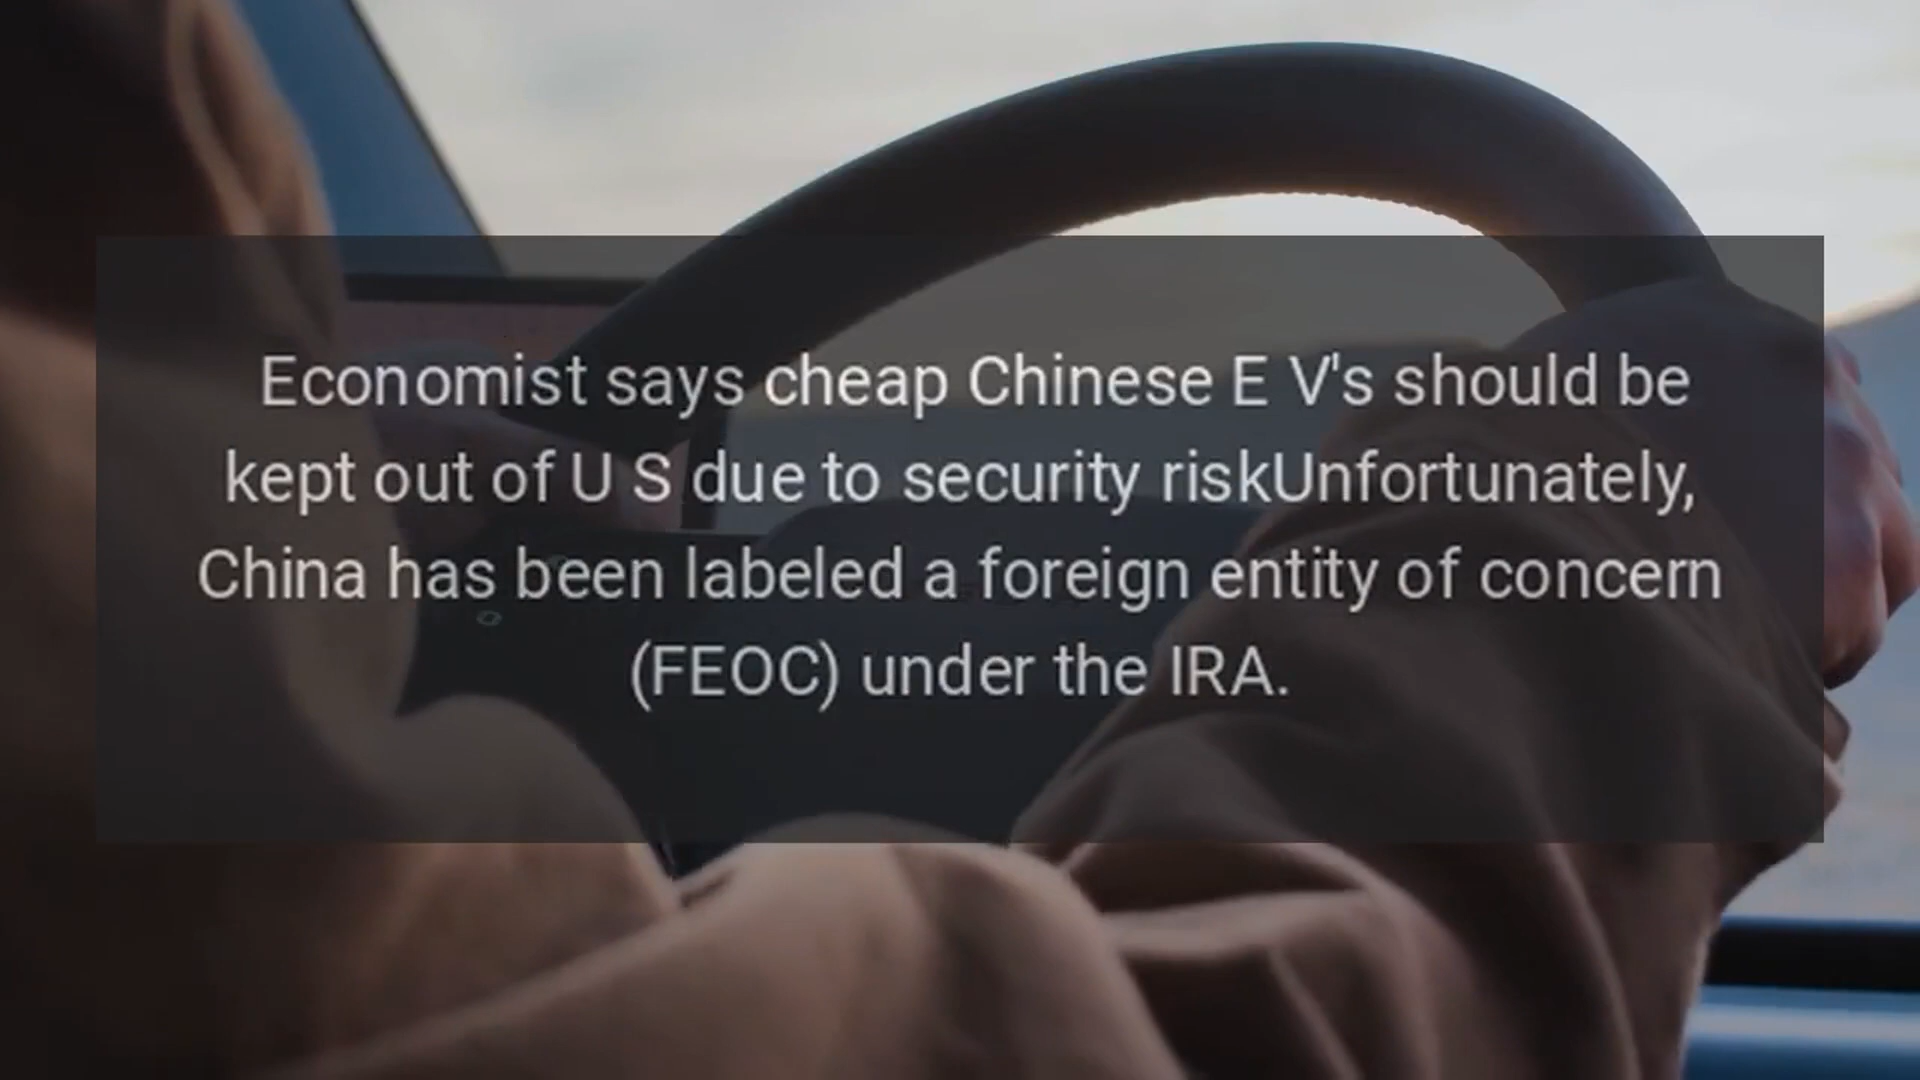 Economist says cheap Chinese E V's should be
kept out of U S due to security riskUnfortunately,
China has been labeled a foreign entity of concern
(FEOC) under the IRA.